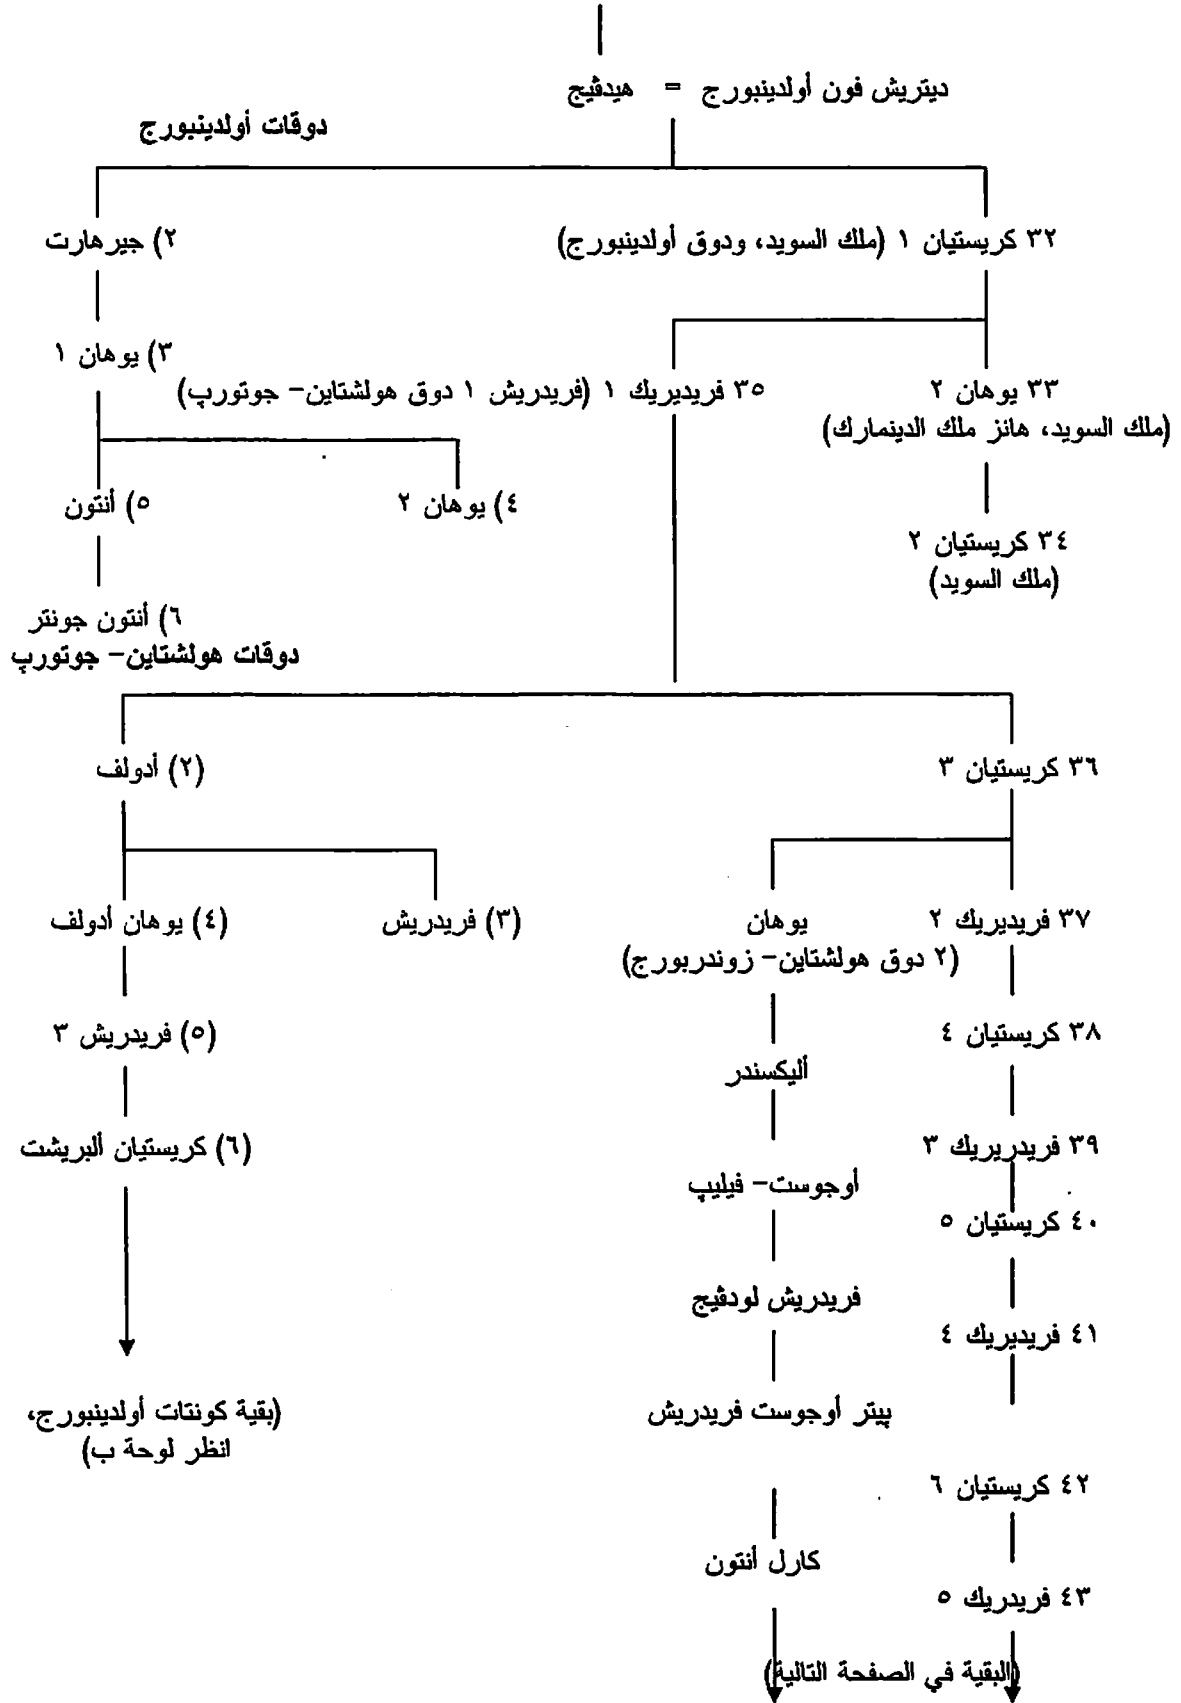 ديتريش فون أولدينبورج = هيدڤيج
دوقات أولدينبورج
٣٢ كريستيان ١ (ملك السويد، ودوق أولدينبورج)
٢) جيرهارت
٣) يوهان ١
٣٣ يوهان ٢
(ملك السويد، هانز ملك الدينمارك)
٣٥ فريديريك ١ (فريدريش ١ دوق هولشتاين- جوتورپ)
٤) يوهان ٢
٥) أنتون
٣٤ كريستيان ٢
(ملك السويد)
٦) أنتون جونتر
دوقات هولشتاين- جوتورپ
٣٦ كريستيان ٣
(٢) أدولف
٣٧ فريديريك ٢
يوهان
(٢ دوق هولشتاين- زوندربورج)
(٣) فريدريش
(٤) يوهان أدولف
٣٨ كريستيان ٤
(٥) فريدريش ٣
أليكسندر
٣٩ فريدريريك ٣
(٦) كريستيان ألبريشت
أوجوست- فيليپ
٤٠ كريستيان ٥
فريدريش لودڤيج
٤١ فريديريك ٤
پيتر أوجوست فريدريش
(بقية كونتات أولدينبورج،
انظر لوحة ب)
٤٢ كريستيان ٦
كارل أنتون
٤٣ فريدريك ٥
(البقية في الصفحة التالية)